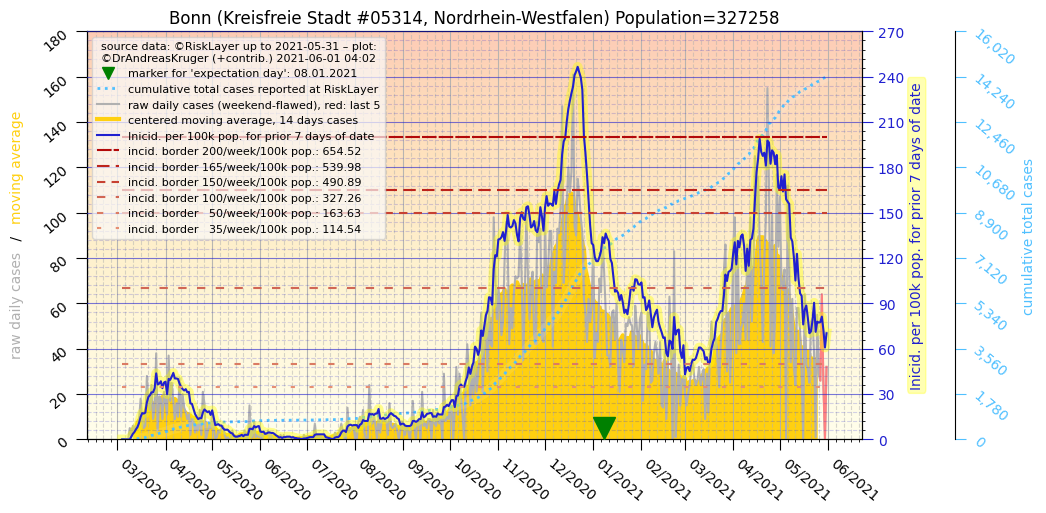 Bonn (Kreisfreie Stadt #05314, Nordrhein-Westfalen) Population=327258
source data: ©RiskLayer up to 2021-05-31 – plot:
©DrAndreasKruger (+contrib.) 2021-06-01 04:02
marker for 'expectation day': 08.01.2021
cumulative total cases reported at RiskLayer
raw daily cases (weekend-flawed), red: last 5
centered moving average, 14 days cases
Inicid. per 100k pop. for prior 7 days of date
incid. border 200/week/100k pop.: 654.52
incid. border 165/week/100k pop.: 539.98
incid. border 150/week/100k pop.: 490.89
incid. border 100/week/100k pop.: 327.26
incid. border   50/week/100k pop.: 163.63
incid. border   35/week/100k pop.: 114.54
raw daily cases / moving average
180
160
140
120
100
80
60
40
20
0
270
240
210
180
150
120
90
60
30
0
Inicid. per 100k pop. for prior 7 days of date
16,020
14,240
12,460
10,680
8,900
7,120
5,340
3,560
1,780
0
cumulative total cases
03/2020
04/2020
05/2020
06/2020
07/2020
08/2020
09/2020
10/2020
11/2020
12/2020
01/2021
02/2021
03/2021
04/2021
05/2021
06/2021